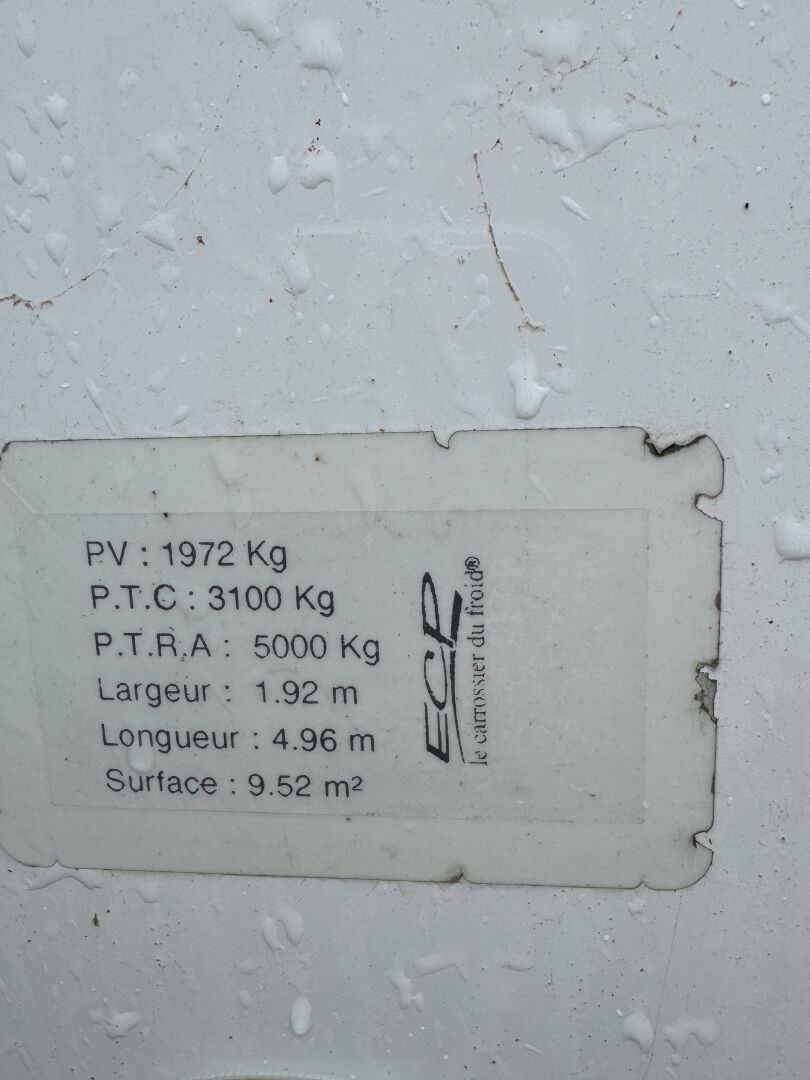 PV : 1972 Kg
P.T.C : 3100 Kg
P.T.R.A : 5000 Kg
Largeur : 1.92 m
Longueur : 4.96 m
Surface : 9.52 m²
ECP
le carrossier du froid®